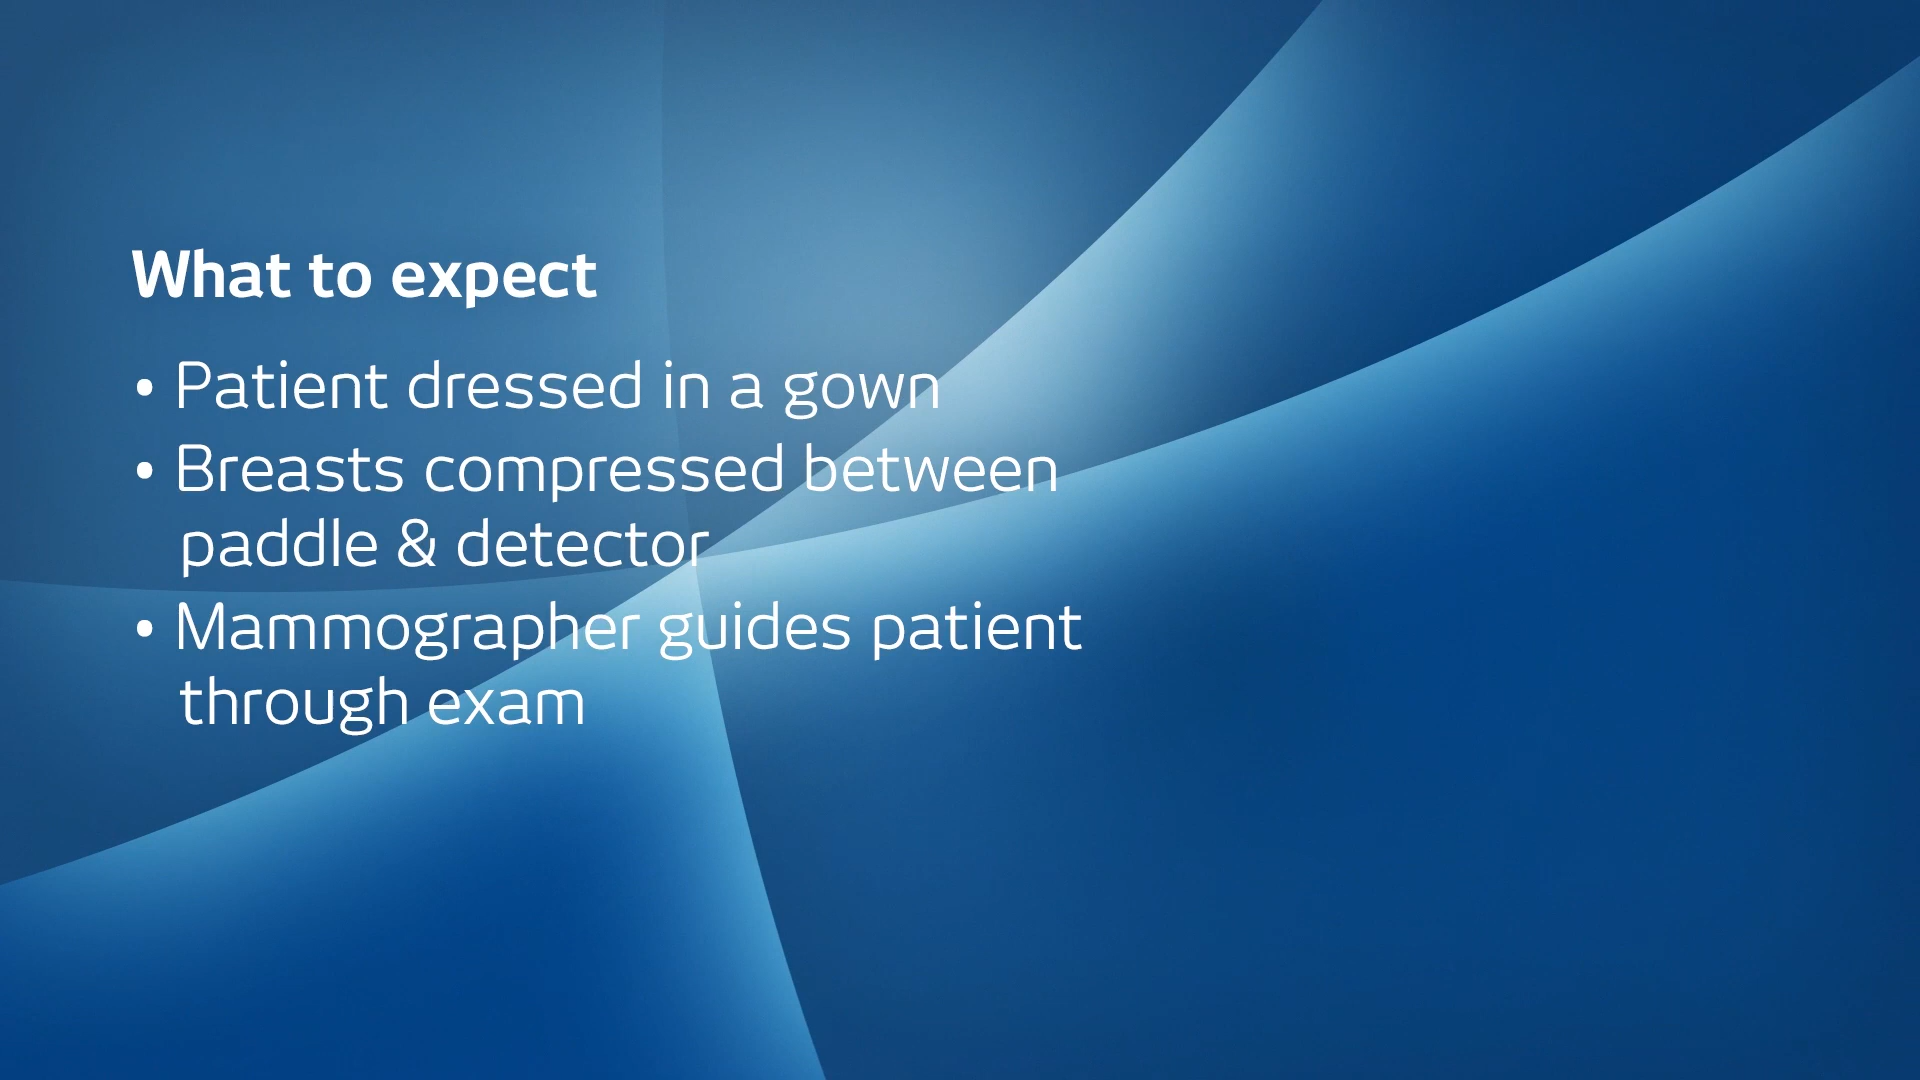 What to expect
• Patient dressed in a gown
• Breasts compressed between
paddle & detector
• Mammographer guides patient
through exam